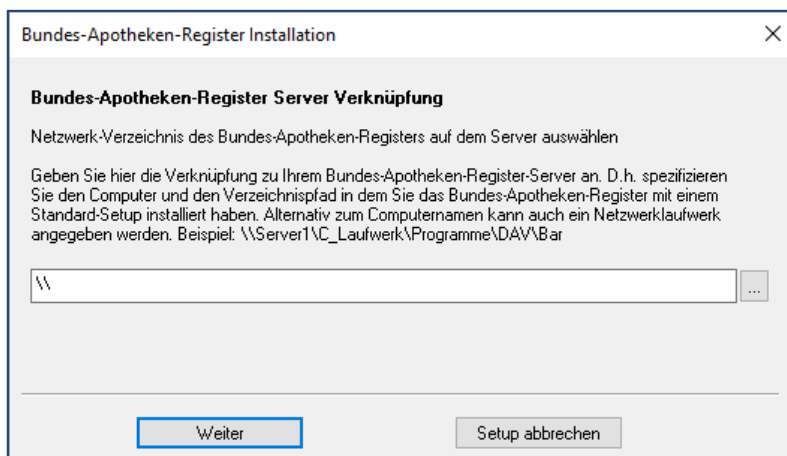 Bundes-Apotheken-Register Installation
Bundes-Apotheken-Register Server Verknüpfung
Netzwerk-Verzeichnis des Bundes-Apotheken-Registers auf dem Server auswählen
Geben Sie hier die Verknüpfung zu Ihrem Bundes-Apotheken-Register-Server an. D.h. spezifizieren
Sie den Computer und den Verzeichnispfad in dem Sie das Bundes-Apotheken-Register mit einem
Standard-Setup installiert haben. Alternativ zum Computernamen kann auch ein Netzwerklaufwerk
angegeben werden. Beispiel: \\Server1\C_Laufwerk\Programme\DAV\Bar
\\
...
Weiter
Setup abbrechen